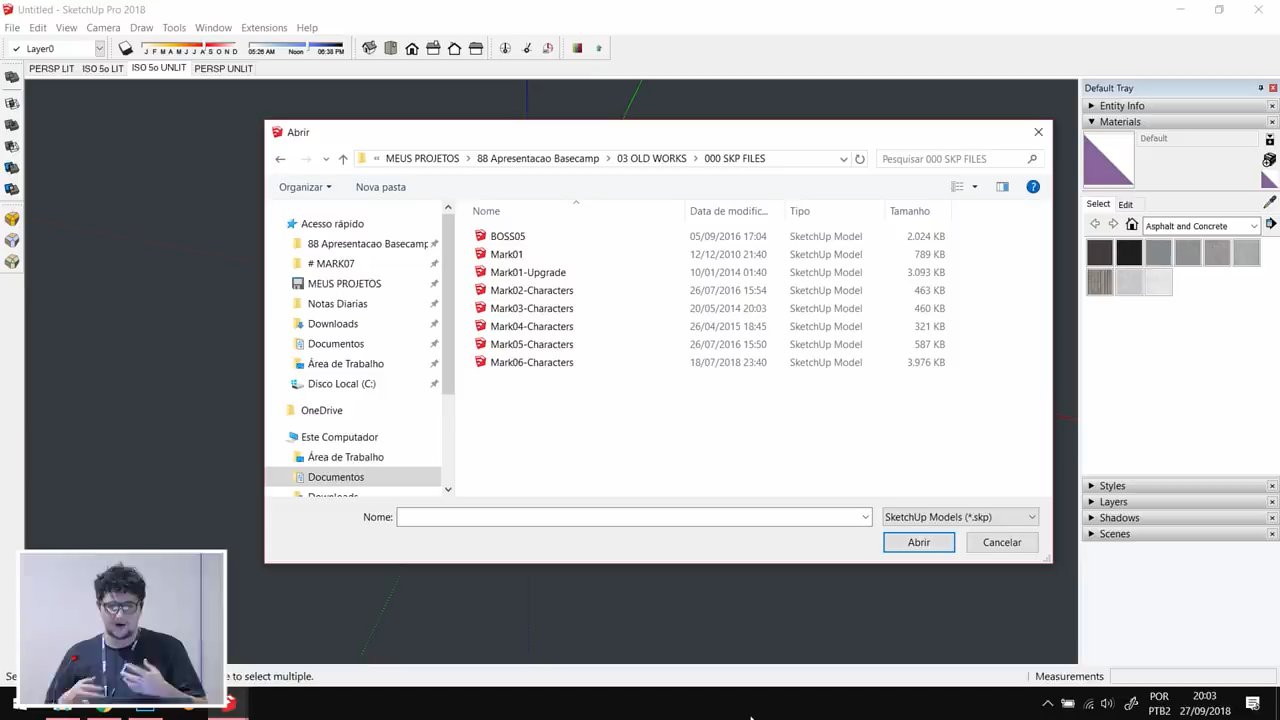 Untitled - SketchUp Pro 2018
File Edit View Camera Draw Tools Window Extensions Help
Layer0
J F M A M J J A S O N D
05:26 AM Noon 06:38 PM
PERSP LIT ISO 5o LIT ISO 5o UNLIT PERSP UNLIT
Default Tray
Entity Info
Materials
Default
Select Edit
Asphalt and Concrete
Styles
Layers
Shadows
Scenes
Abrir
« MEUS PROJETOS > 88 Apresentacao Basecamp > 03 OLD WORKS > 000 SKP FILES
Pesquisar 000 SKP FILES
Organizar Nova pasta
Acesso rápido
88 Apresentacao Basecamp
# MARK07
MEUS PROJETOS
Notas Diarias
Downloads
Documentos
Área de Trabalho
Disco Local (C:)
OneDrive
Este Computador
Área de Trabalho
Documentos
Downloads
Nome Data de modific... Tipo Tamanho
BOSS05 05/09/2016 17:04 SketchUp Model 2.024 KB
Mark01 12/12/2010 21:40 SketchUp Model 789 KB
Mark01-Upgrade 10/01/2014 01:40 SketchUp Model 3.093 KB
Mark02-Characters 26/07/2016 15:54 SketchUp Model 463 KB
Mark03-Characters 20/05/2014 20:03 SketchUp Model 460 KB
Mark04-Characters 26/04/2015 18:45 SketchUp Model 321 KB
Mark05-Characters 26/07/2016 15:50 SketchUp Model 587 KB
Mark06-Characters 18/07/2018 23:40 SketchUp Model 3.976 KB
Nome:
SketchUp Models (*.skp)
Abrir Cancelar
Se
e to select multiple.
Measurements
POR
PTB2
20:03
27/09/2018